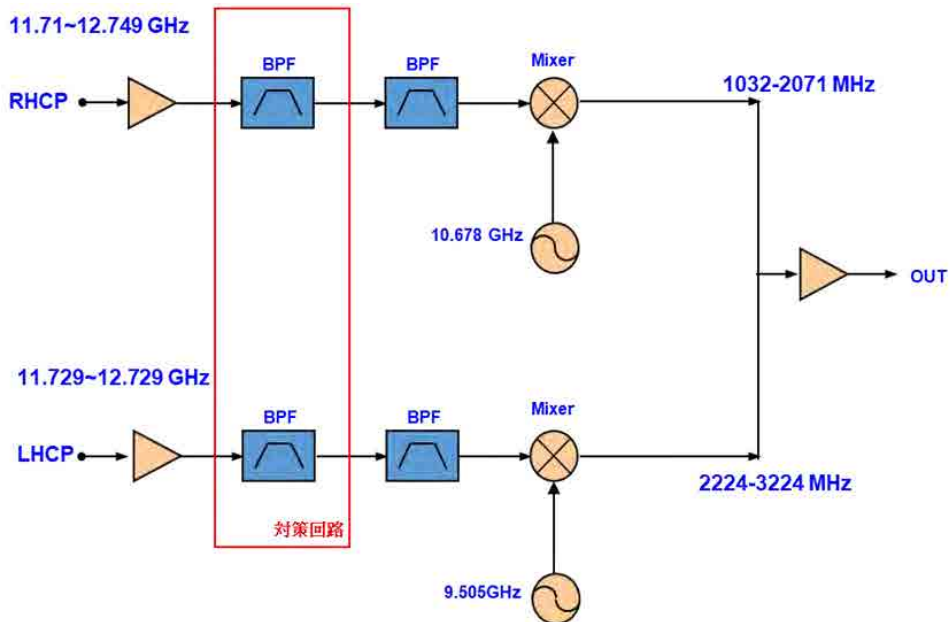 11.71~12.749 GHz
BPF
BPF
Mixer
RHCP
1032-2071 MHz
10.678 GHz
OUT
11.729~12.729 GHz
BPF
BPF
Mixer
LHCP
2224-3224 MHz
対策回路
9.505GHz